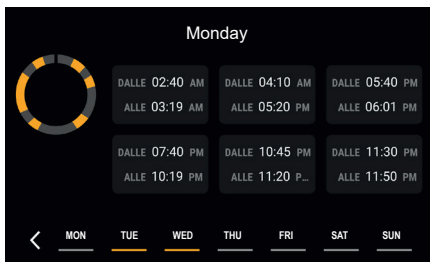 Monday
DALLE 02:40 AM DALLE 04:10 AM DALLE 05:40 PM
ALLE 03:19 AM ALLE 05:20 PM ALLE 06:01 PM
DALLE 07:40 PM DALLE 10:45 PM DALLE 11:30 PM
ALLE 10:19 PM ALLE 11:20 P... ALLE 11:50 PM
MON TUE WED THU FRI SAT SUN